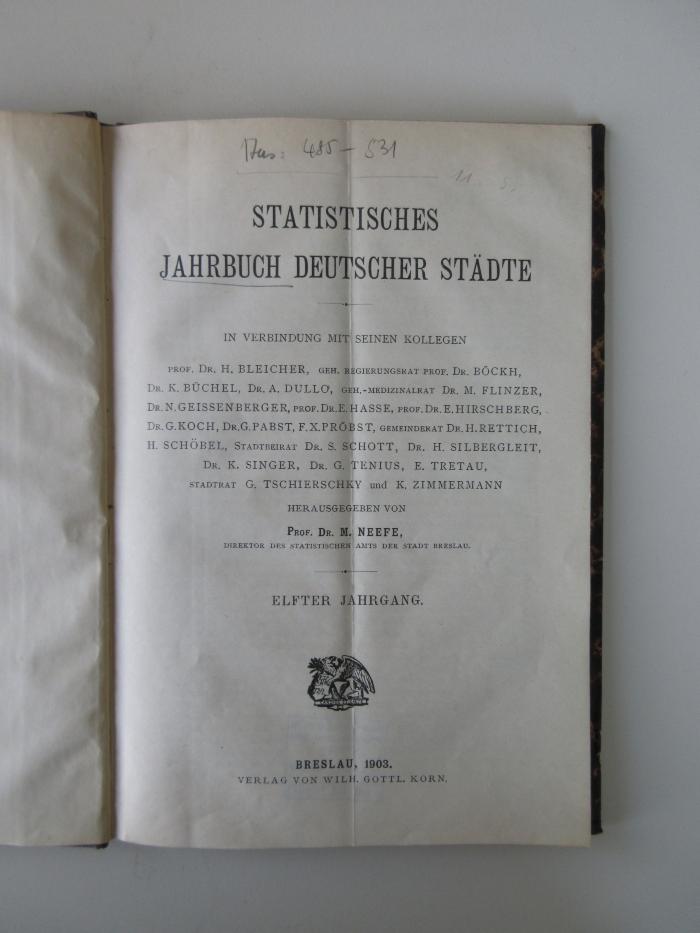 Aus: 485 - 531
11. S.
STATISTISCHES
JAHRBUCH DEUTSCHER STÄDTE
IN VERBINDUNG MIT SEINEN KOLLEGEN
PROF. DR. H. BLEICHER, GEH. REGIERUNGSRAT PROF. DR. BÖCKH,
DR. K. BÜCHEL, DR. A. DULLO, GEH.-MEDIZINALRAT DR. M. FLINZER,
DR. N. GEISSENBERGER, PROF. DR. E. HASSE, PROF. DR. E. HIRSCHBERG,
DR. G. KOCH, DR. G. PABST, F. X. PRÖBST, GEMEINDERAT DR. H. RETTICH,
H. SCHÖBEL, STADTBEIRAT DR. S. SCHOTT, DR. H. SILBERGLEIT,
DR. K. SINGER, DR. G. TENIUS, E. TRETAU,
STADTRAT G. TSCHIERSCHKY und K. ZIMMERMANN
HERAUSGEGEBEN VON
PROF. DR. M. NEEFE,
DIREKTOR DES STATISTISCHEN AMTS DER STADT BRESLAU.
ELFTER JAHRGANG.
BRESLAU, 1903.
VERLAG VON WILH. GOTTL. KORN.